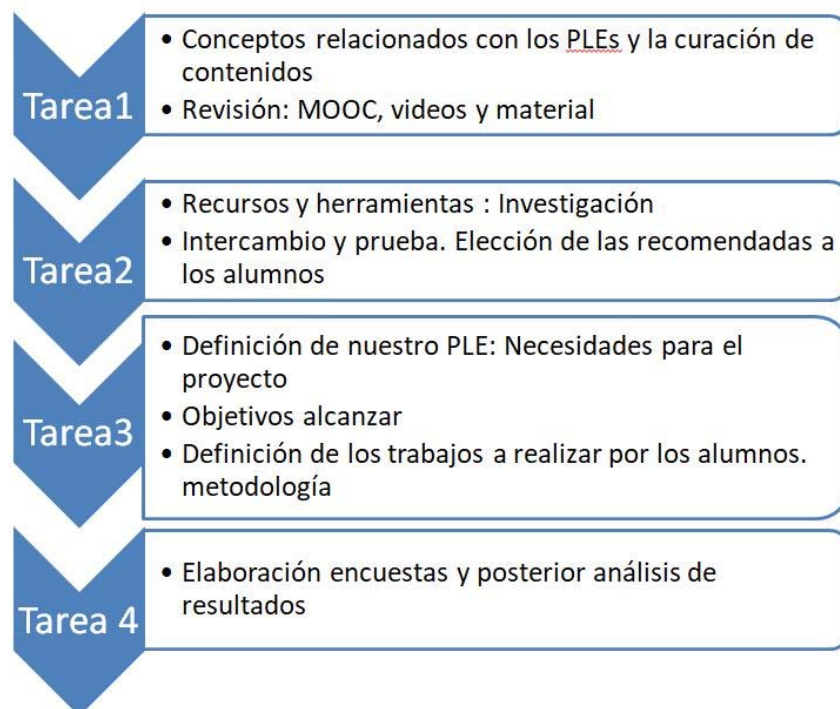 Tarea1
• Conceptos relacionados con los PLEs y la curación de
contenidos
• Revisión: MOOC, videos y material
Tarea2
• Recursos y herramientas : Investigación
• Intercambio y prueba. Elección de las recomendadas a
los alumnos
Tarea3
• Definición de nuestro PLE: Necesidades para el
proyecto
• Objetivos alcanzar
• Definición de los trabajos a realizar por los alumnos.
metodología
Tarea 4
• Elaboración encuestas y posterior análisis de
resultados